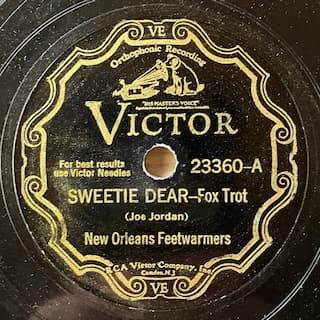 VE
Orthophonic Recording
"HIS MASTER'S VOICE"
VICTOR
For best results
use Victor Needles
23360-A
SWEETIE DEAR–Fox Trot
(Joe Jordan)
New Orleans Feetwarmers
RCA Victor Company, Inc.
Camden, N.J.
VE